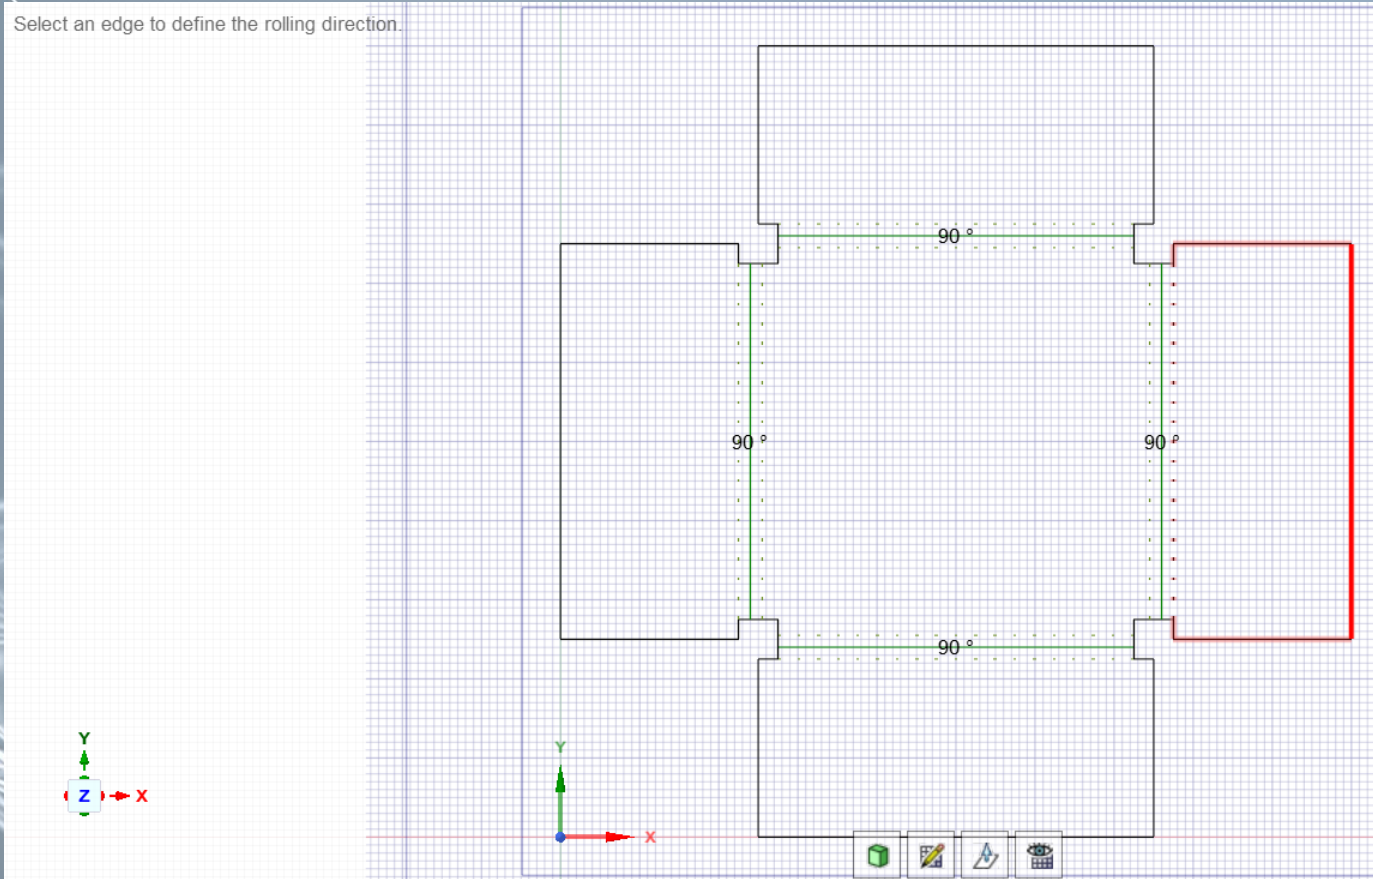 Select an edge to define the rolling direction.
90 °
90 °
90 °
90 °
Y
Z
X
Y
X